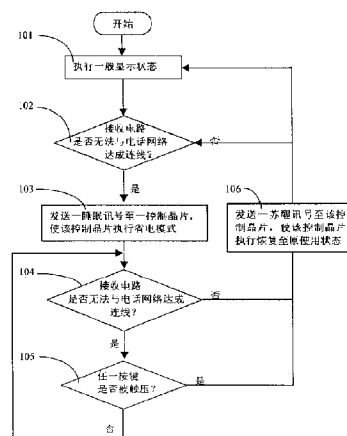 开始
101
执行一般显示状态
102
接收电路
是否无法与电话网络
达成连线?
否
是
103
发送一睡眠讯号至一控制晶片,
使该控制晶片执行省电模式
106
发送一苏醒讯号至该控
制晶片,使该控制晶片
执行恢复至原使用状态
104
接收电路
是否无法与电话网络达成
连线?
否
是
105
任一按键
是否被触压?
是
否